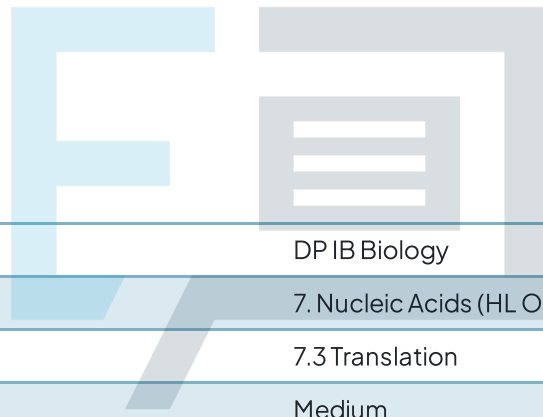 DP IB Biology
7. Nucleic Acids (HL O
7.3 Translation
Medium